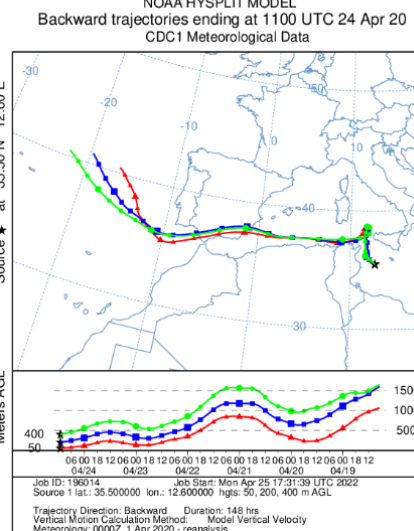 NOAA HYSPLIT MODEL
Backward trajectories ending at 1100 UTC 24 Apr 20
CDC1 Meteorological Data
Source ★ at 35.50 N 12.60 E
-30
-20
-10
0
10
40
30
Meters AGL
400
50
1500
1000
500
06 00 18 12 06 00 18 12 06 00 18 12 06 00 18 12 06 00 18 12 06 00 18 12
04/24 04/23 04/22 04/21 04/20 04/19
Job ID: 196014 Job Start: Mon Apr 25 17:31:39 UTC 2022
Source 1 lat.: 35.500000 lon.: 12.600000 hgts: 50, 200, 400 m AGL
Trajectory Direction: Backward Duration: 148 hrs
Vertical Motion Calculation Method: Model Vertical Velocity
Meteorology: 0000Z 1 Apr 2020 - reanalysis